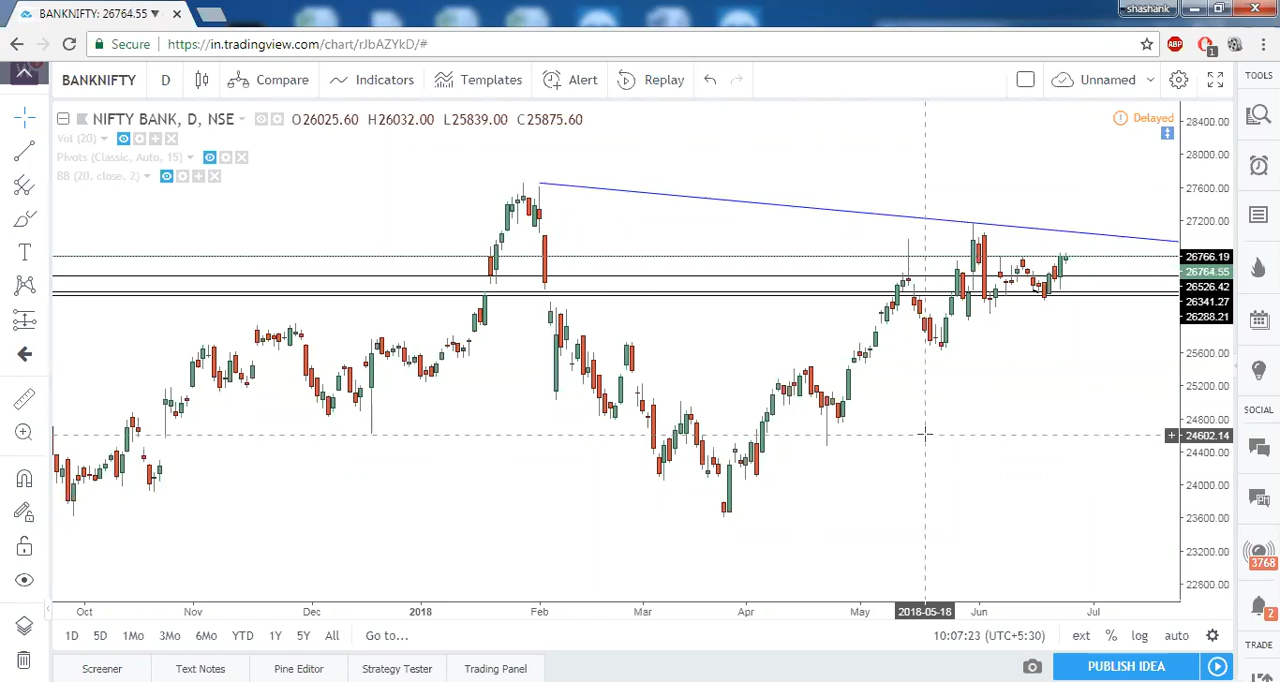 BANKNIFTY: 26764.55 ▼
shashank
Secure https://in.tradingview.com/chart/rJbAZYkD/#
ABP
1
BANKNIFTY D Compare Indicators Templates Alert Replay Unnamed
TOOLS
NIFTY BANK, D, NSE O26025.60 H26032.00 L25839.00 C25875.60
Delayed
Vol (20)
Pivots (Classic, Auto, 15)
BB (20, close, 2)
28400.00
28000.00
27600.00
27200.00
26766.19
26764.55
26526.42
26341.27
26288.21
25600.00
25200.00
24800.00
24602.14
24400.00
24000.00
23600.00
23200.00
22800.00
SOCIAL
3768
2
TRADE
Oct Nov Dec 2018 Feb Mar Apr May 2018-05-18 Jun Jul
1D 5D 1Mo 3Mo 6Mo YTD 1Y 5Y All Go to... 10:07:23 (UTC+5:30) ext % log auto
Screener Text Notes Pine Editor Strategy Tester Trading Panel PUBLISH IDEA